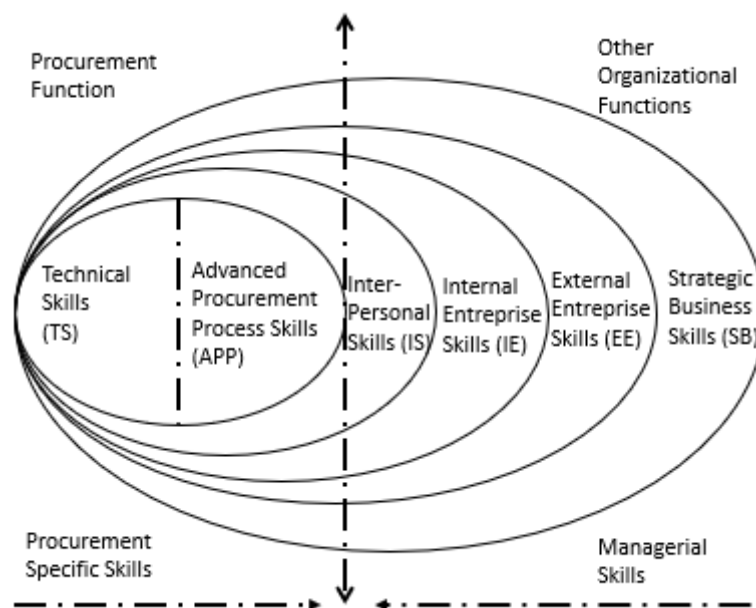 Procurement
Function
Other
Organizational
Functions
Technical
Skills
(TS)
Advanced
Procurement
Process Skills
(APP)
Inter-
Personal
Skills (IS)
Internal
Entreprise
Skills (IE)
External
Entreprise
Skills (EE)
Strategic
Business
Skills (SB)
Procurement
Specific Skills
Managerial
Skills